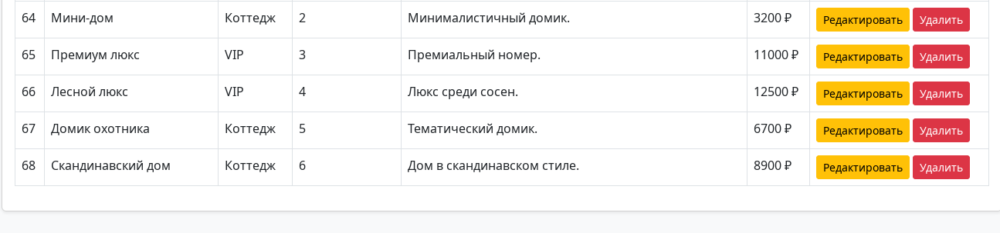 64 Мини-дом Коттедж 2 Минималистичный домик. 3200 ₽ Редактировать Удалить
65 Премиум люкс VIP 3 Премиальный номер. 11000 ₽ Редактировать Удалить
66 Лесной люкс VIP 4 Люкс среди сосен. 12500 ₽ Редактировать Удалить
67 Домик охотника Коттедж 5 Тематический домик. 6700 ₽ Редактировать Удалить
68 Скандинавский дом Коттедж 6 Дом в скандинавском стиле. 8900 ₽ Редактировать Удалить